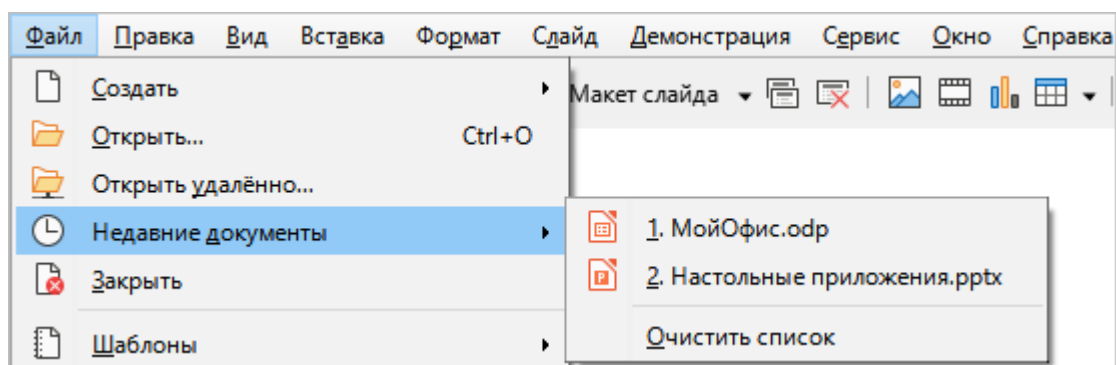 Файл Правка Вид Вставка Формат Слайд Демонстрация Сервис Окно Справка
Создать
Макет слайда
Открыть... Ctrl+O
Открыть удалённо...
Недавние документы
1. МойОфис.odp
Закрыть
2. Настольные приложения.pptx
Шаблоны
Очистить список